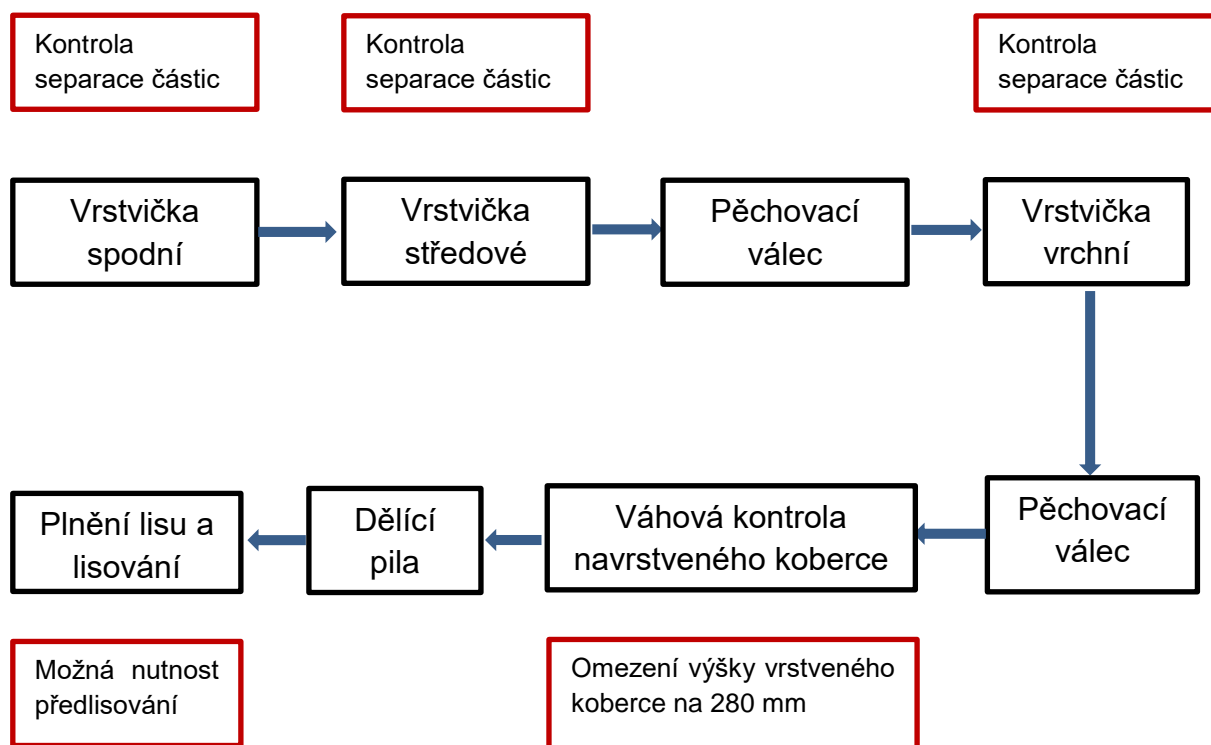 Kontrola
separace částic
Kontrola
separace částic
Kontrola
separace částic
Vrstvička
spodní
Vrstvička
středové
Pěchovací
válec
Vrstvička
vrchní
Plnění lisu a
lisování
Dělící
pila
Váhová kontrola
navrstveného koberce
Pěchovací
válec
Možná nutnost
předlisování
Omezení výšky vrstveného
koberce na 280 mm